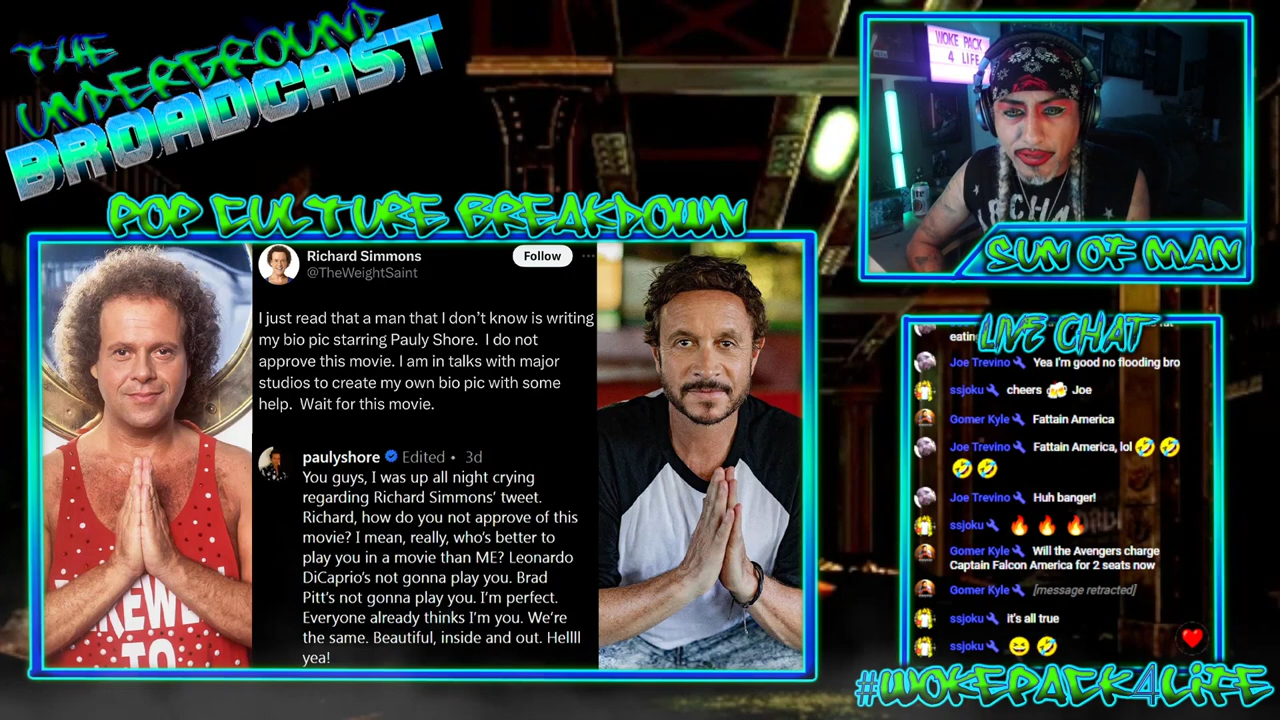 THE
UNDERGROUND
BROADCAST
POP CULTURE BREAKDOWN
Richard Simmons
@TheWeightSaint
Follow
I just read that a man that I don't know is writing
my bio pic starring Pauly Shore. I do not
approve this movie. I am in talks with major
studios to create my own bio pic with some
help. Wait for this movie.
paulyshore Edited • 3d
You guys, I was up all night crying
regarding Richard Simmons' tweet.
Richard, how do you not approve of this
movie? I mean, really, who's better to
play you in a movie than ME? Leonardo
DiCaprio's not gonna play you. Brad
Pitt's not gonna play you. I'm perfect.
Everyone already thinks I'm you. We're
the same. Beautiful, inside and out. Hellll
yea!
TO
WOKE PACK
4 LIFE
SUN OF MAN
LIVE CHAT
Joe Trevino Yea I'm good no flooding bro
ssjoku cheers 🍻 Joe
Gomer Kyle Fattain America
Joe Trevino Fattain America, lol 🤣 🤣
🤣 🤣
Joe Trevino Huh banger!
ssjoku 🔥 🔥 🔥
Gomer Kyle Will the Avengers charge
Captain Falcon America for 2 seats now
Gomer Kyle [message retracted]
ssjoku it's all true
ssjoku 😆 🤣
#WOKEPACK4LIFE